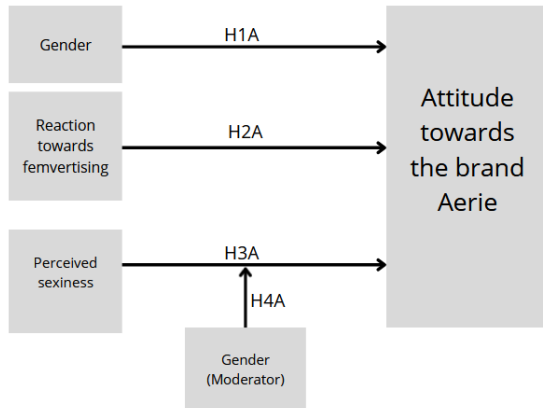 Gender
H1A
Reaction
towards
femvertising
H2A
Attitude
towards
the brand
Aerie
Perceived
sexiness
H3A
H4A
Gender
(Moderator)